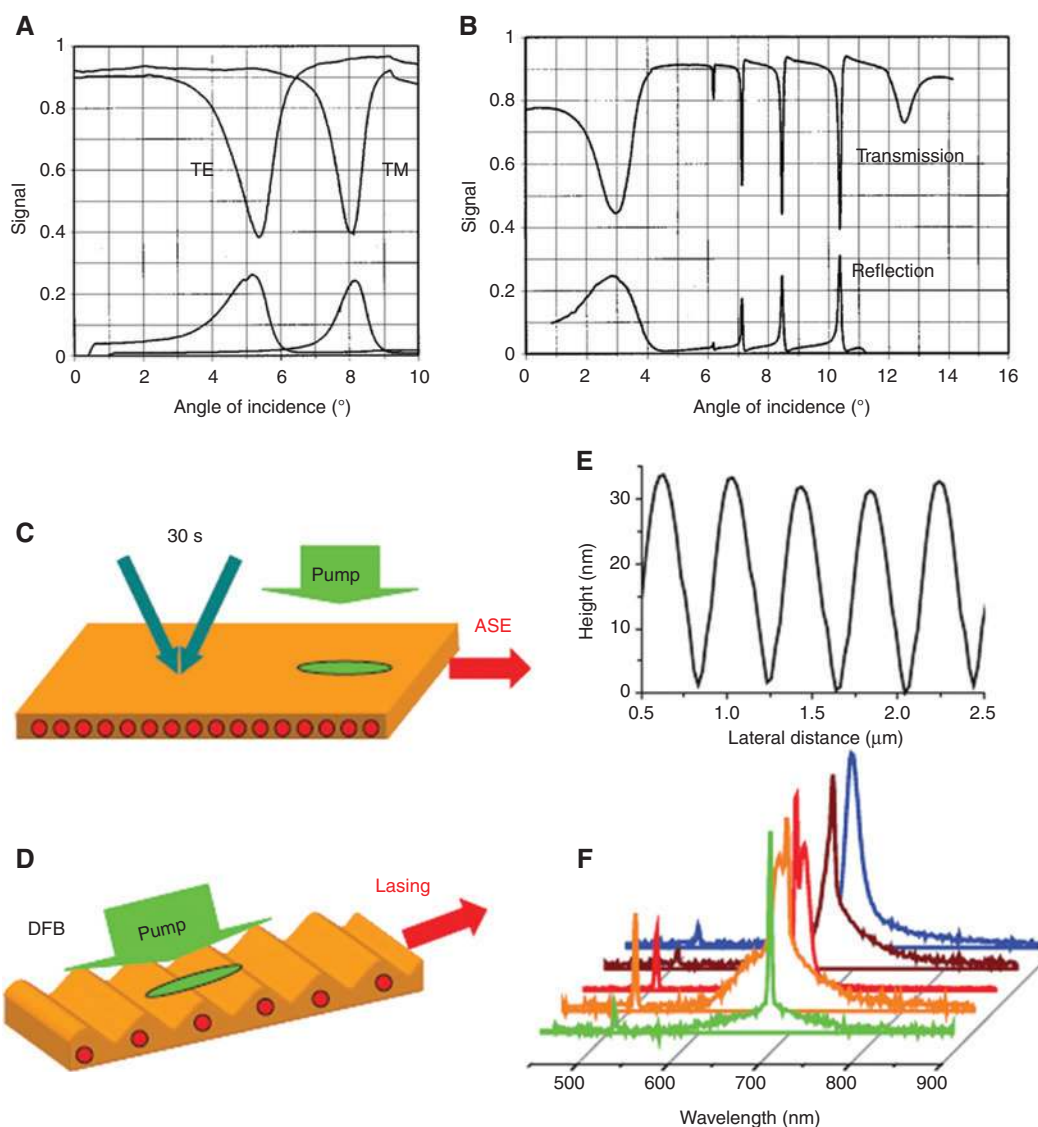 A
1
0.8
0.6
0.4
0.2
0
Signal
TE
TM
0 2 4 6 8 10
Angle of incidence (°)
B
1
0.8
0.6
0.4
0.2
0
Signal
Transmission
Reflection
0 2 4 6 8 10 12 14 16
Angle of incidence (°)
C
30 s
Pump
ASE
E
30
20
10
0
Height (nm)
0.5 1.0 1.5 2.0 2.5
Lateral distance (μm)
D
DFB
Pump
Lasing
F
500 600 700 800 900
Wavelength (nm)